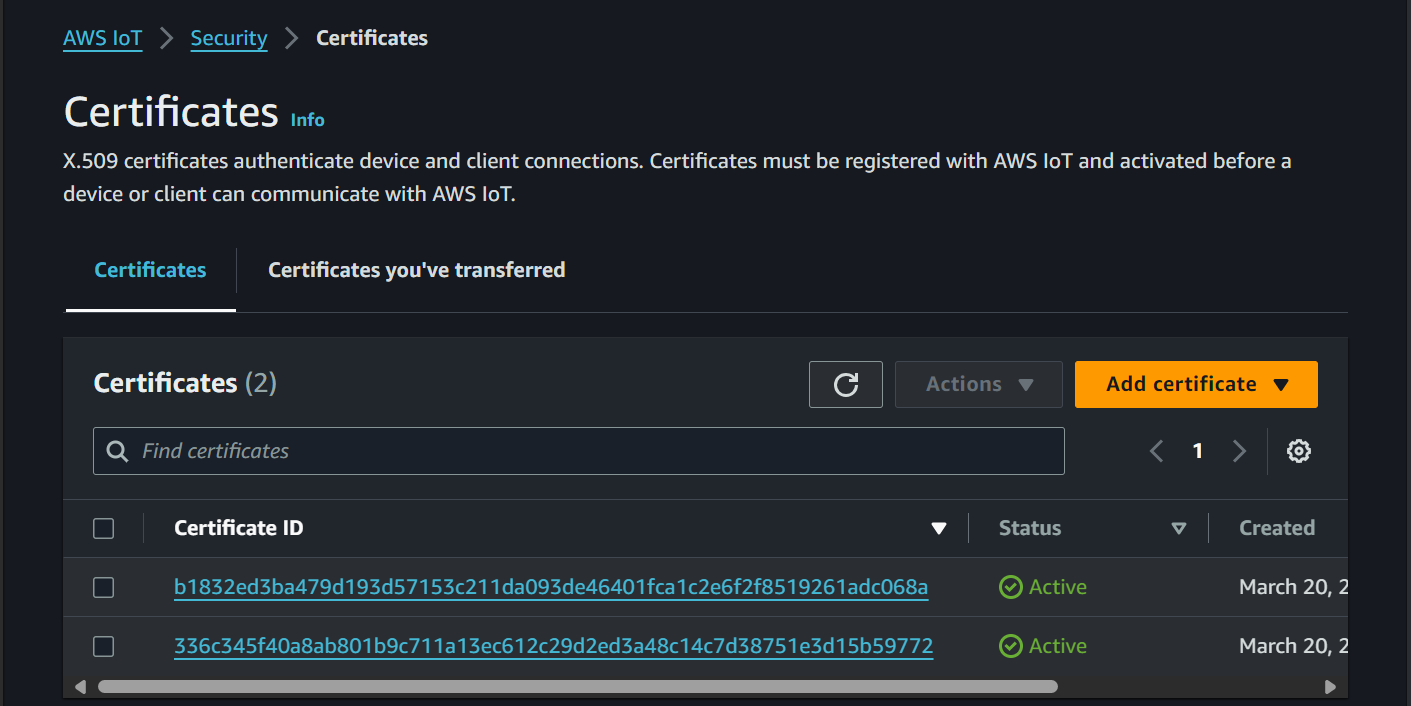 AWS IoT > Security > Certificates
Certificates Info
X.509 certificates authenticate device and client connections. Certificates must be registered with AWS IoT and activated before a
device or client can communicate with AWS IoT.
Certificates Certificates you've transferred
Certificates (2) Actions Add certificate
Find certificates 1
Certificate ID Status Created
b1832ed3ba479d193d57153c211da093de46401fca1c2e6f2f8519261adc068a Active March 20, 2
336c345f40a8ab801b9c711a13ec612c29d2ed3a48c14c7d38751e3d15b59772 Active March 20, 2